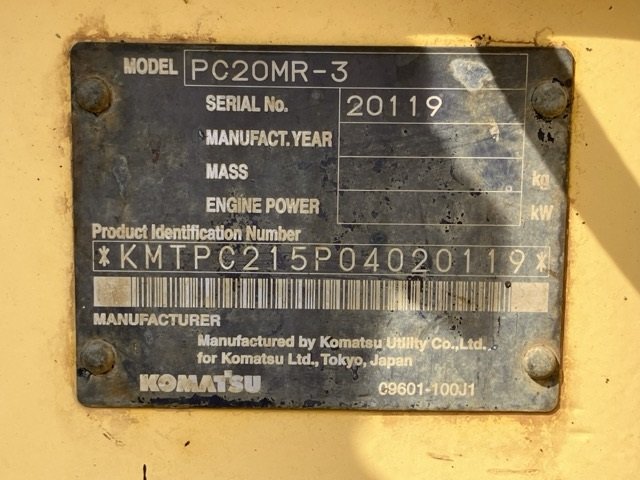 MODEL PC20MR-3
SERIAL No. 20119
MANUFACT.YEAR
MASS kg
ENGINE POWER kW
Product Identification Number
*KMTPC215P04020119*
MANUFACTURER
Manufactured by Komatsu Utility Co.,Ltd.
for Komatsu Ltd.,Tokyo,Japan
KOMATSU 09601-100J1